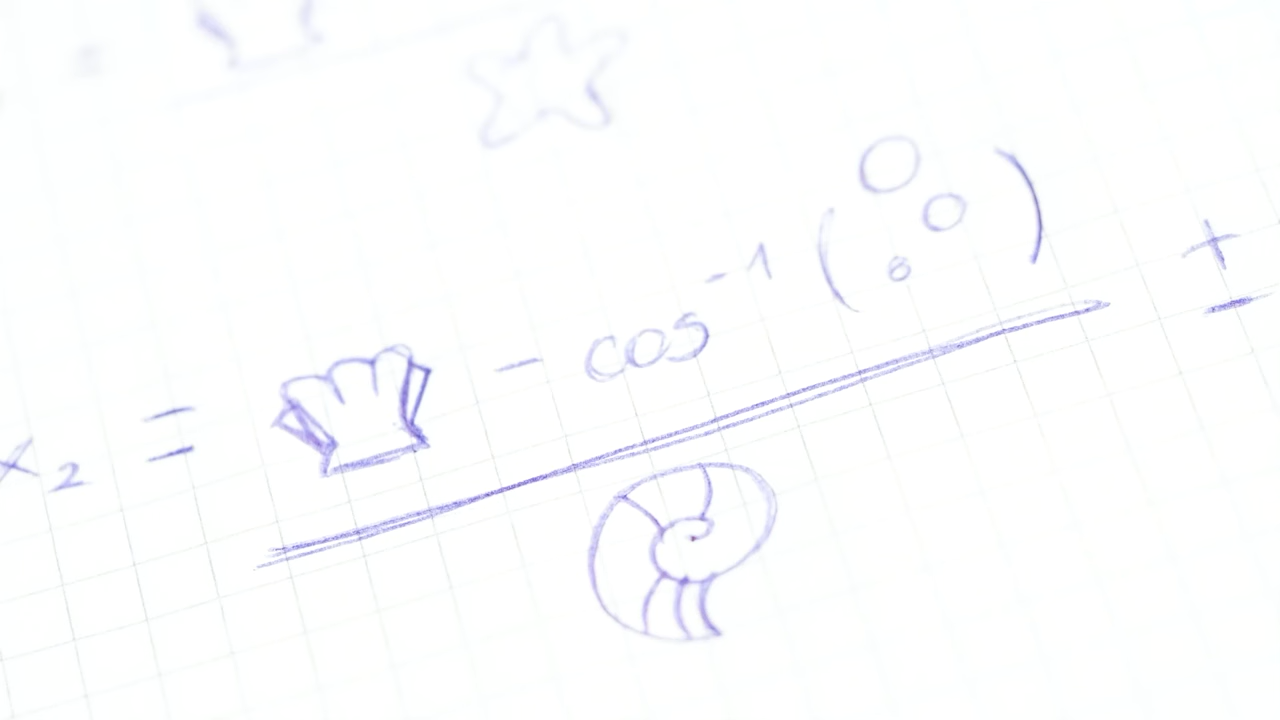 x₂ = - cos⁻¹ ( ) ±